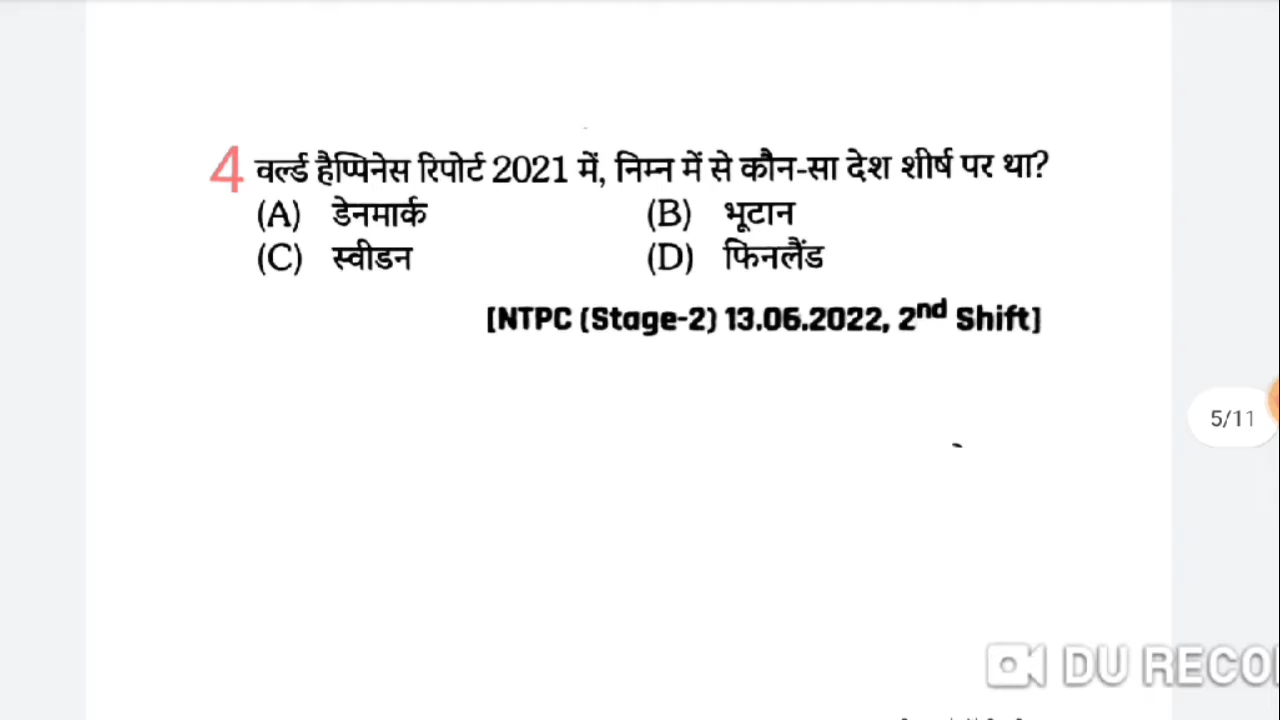 4 वर्ल्ड हैप्पिनेस रिपोर्ट 2021 में, निम्न में से कौन-सा देश शीर्ष पर था?
(A) डेनमार्क (B) भूटान
(C) स्वीडन (D) फिनलैंड
[NTPC (Stage-2) 13.06.2022, 2nd Shift]
5/11
DU RECO